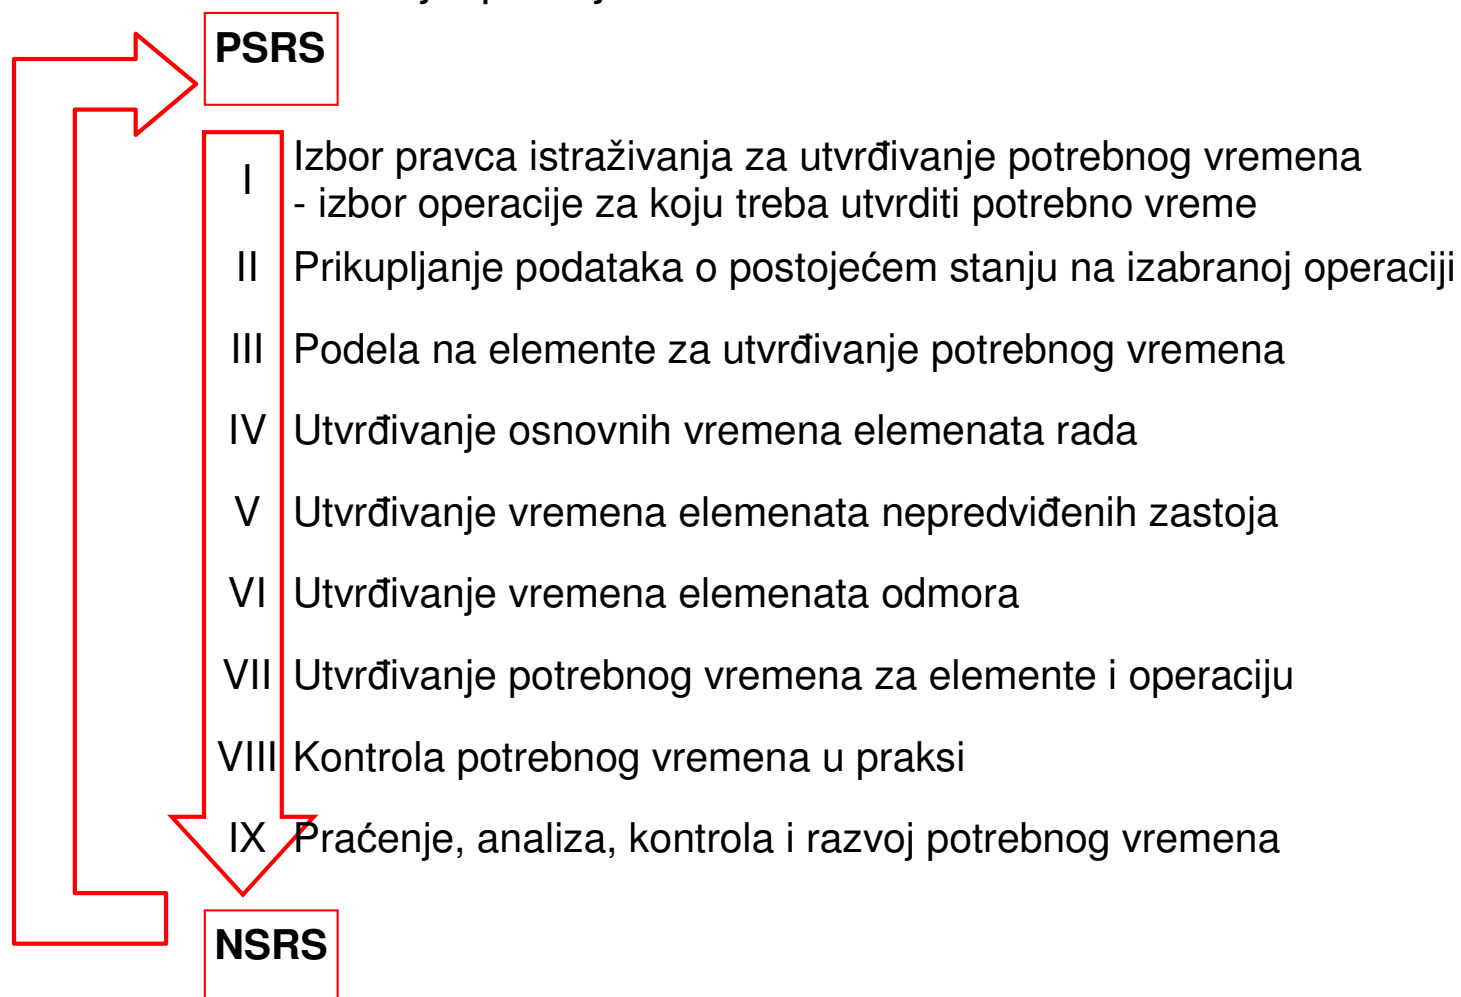 PSRS
I Izbor pravca istraživanja za utvrđivanje potrebnog vremena
- izbor operacije za koju treba utvrditi potrebno vreme
II Prikupljanje podataka o postojećem stanju na izabranoj operaciji
III Podela na elemente za utvrđivanje potrebnog vremena
IV Utvrđivanje osnovnih vremena elemenata rada
V Utvrđivanje vremena elemenata nepredviđenih zastoja
VI Utvrđivanje vremena elemenata odmora
VII Utvrđivanje potrebnog vremena za elemente i operaciju
VIII Kontrola potrebnog vremena u praksi
IX Praćenje, analiza, kontrola i razvoj potrebnog vremena
NSRS